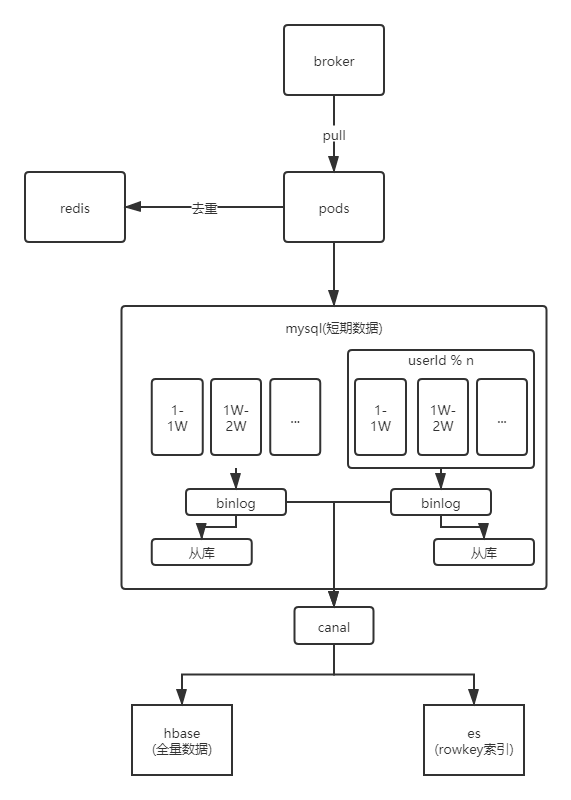 broker
pull
redis
去重
pods
mysql(短期数据)
userId % n
1-
1W
1W-
2W
...
1-
1W
1W-
2W
...
binlog
binlog
从库
从库
canal
hbase
(全量数据)
es
(rowkey索引)